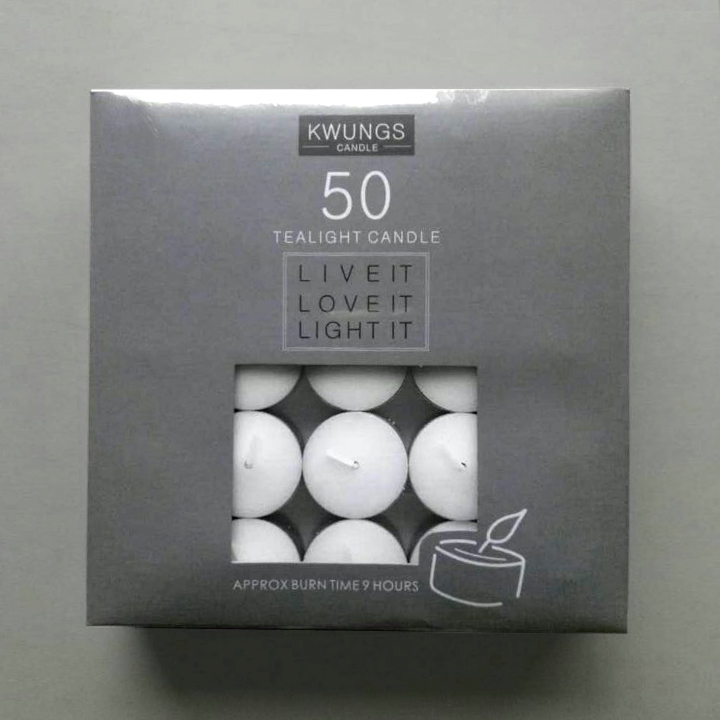 KWUNGS
CANDLE
50
TEALIGHT CANDLE
LIVE IT
LOVE IT
LIGHT IT
APPROX BURN TIME 9 HOURS